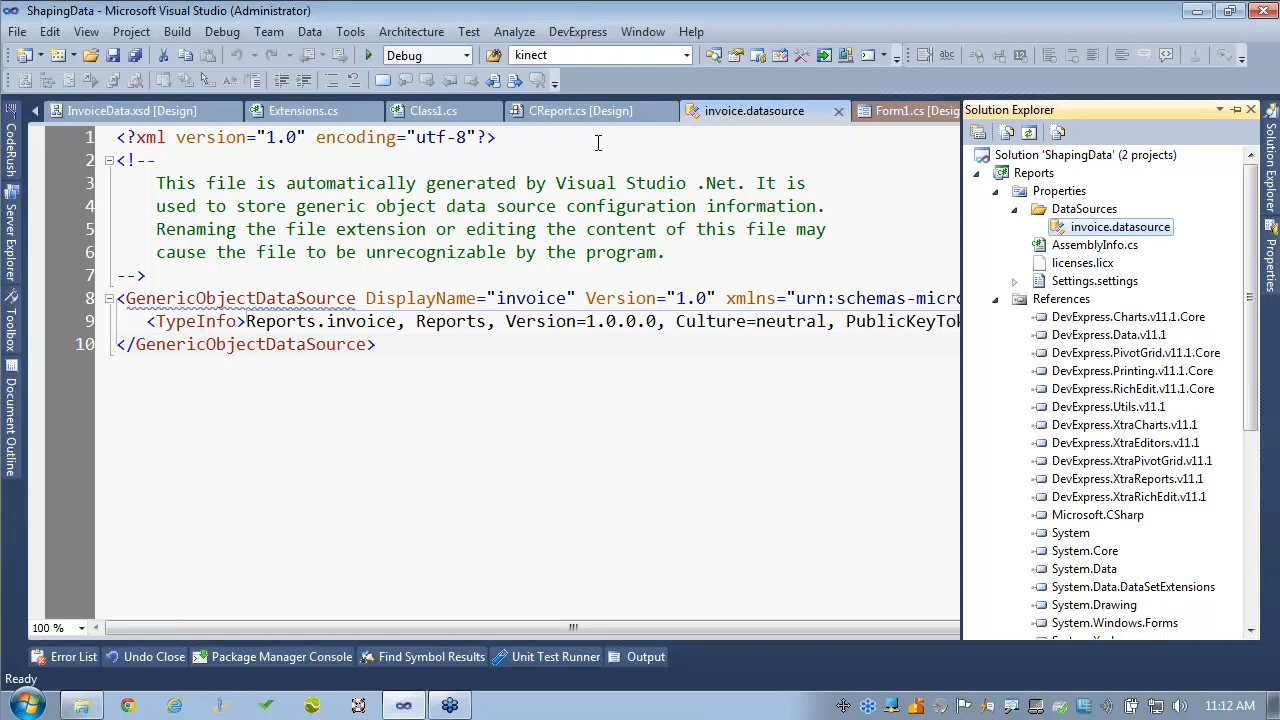 ShapingData - Microsoft Visual Studio (Administrator)
File Edit View Project Build Debug Team Data Tools Architecture Test Analyze DevExpress Window Help
Debug kinect
InvoiceData.xsd [Design] Extensions.cs Class1.cs CReport.cs [Design] invoice.datasource Form1.cs [Design]
Solution Explorer
1 <?xml version="1.0" encoding="utf-8"?>
2 <!--
3 This file is automatically generated by Visual Studio .Net. It is
4 used to store generic object data source configuration information.
5 Renaming the file extension or editing the content of this file may
6 cause the file to be unrecognizable by the program.
7 -->
8 <GenericObjectDataSource DisplayName="invoice" Version="1.0" xmlns="urn:schemas-micro
9 <TypeInfo>Reports.invoice, Reports, Version=1.0.0.0, Culture=neutral, PublicKeyTok
10 </GenericObjectDataSource>
Solution 'ShapingData' (2 projects)
Reports
Properties
DataSources
invoice.datasource
AssemblyInfo.cs
licenses.licx
Settings.settings
References
DevExpress.Charts.v11.1.Core
DevExpress.Data.v11.1
DevExpress.PivotGrid.v11.1.Core
DevExpress.Printing.v11.1.Core
DevExpress.RichEdit.v11.1.Core
DevExpress.Utils.v11.1
DevExpress.XtraCharts.v11.1
DevExpress.XtraEditors.v11.1
DevExpress.XtraPivotGrid.v11.1
DevExpress.XtraReports.v11.1
DevExpress.XtraRichEdit.v11.1
Microsoft.CSharp
System
System.Core
System.Data
System.Data.DataSetExtensions
System.Drawing
System.Windows.Forms
CodeRush
Server Explorer
Toolbox
Document Outline
Solution Explorer
Properties
100 %
Error List Undo Close Package Manager Console Find Symbol Results Unit Test Runner Output
Ready
11:12 AM